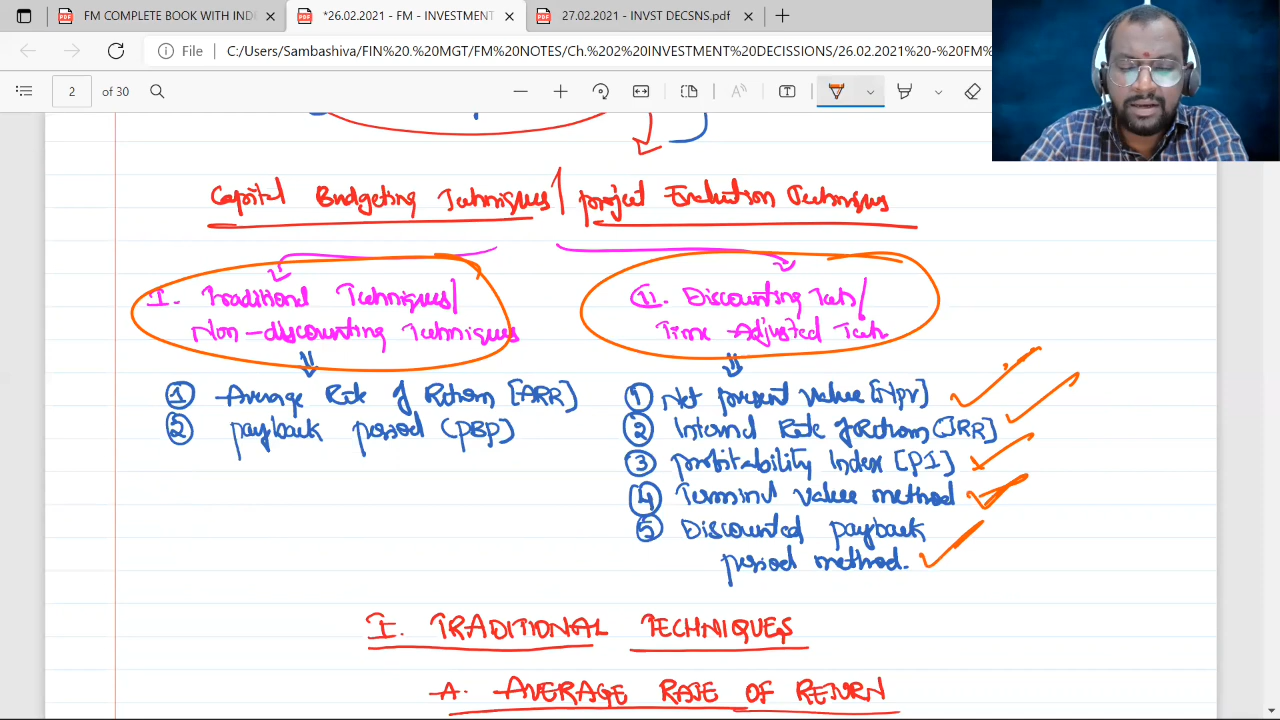 FM COMPLETE BOOK WITH INDE
*26.02.2021 - FM - INVESTMENT
27.02.2021 - INVST DECSNS.pdf
File
C:/Users/Sambashiva/FIN%20.%20MGT/FM%20NOTES/Ch.%202%20INVESTMENT%20DECISSIONS/26.02.2021%20-%20FM%
2 of 30
Capital Budgeting Techniques / project Evaluation Techniques
I. Traditional Techniques/
Non-discounting Techniques
II. Discounting Tech/
Time Adjusted Tech
① Average Rate of Return [ARR]
② payback period (PBP)
① Net present value [Npv]
② Internal Rate of Return (IRR)
③ profitability Index [PI]
④ Terminal value method
⑤ Discounted payback
period method.
I. TRADITIONAL TECHNIQUES
A. AVERAGE RATE OF RETURN